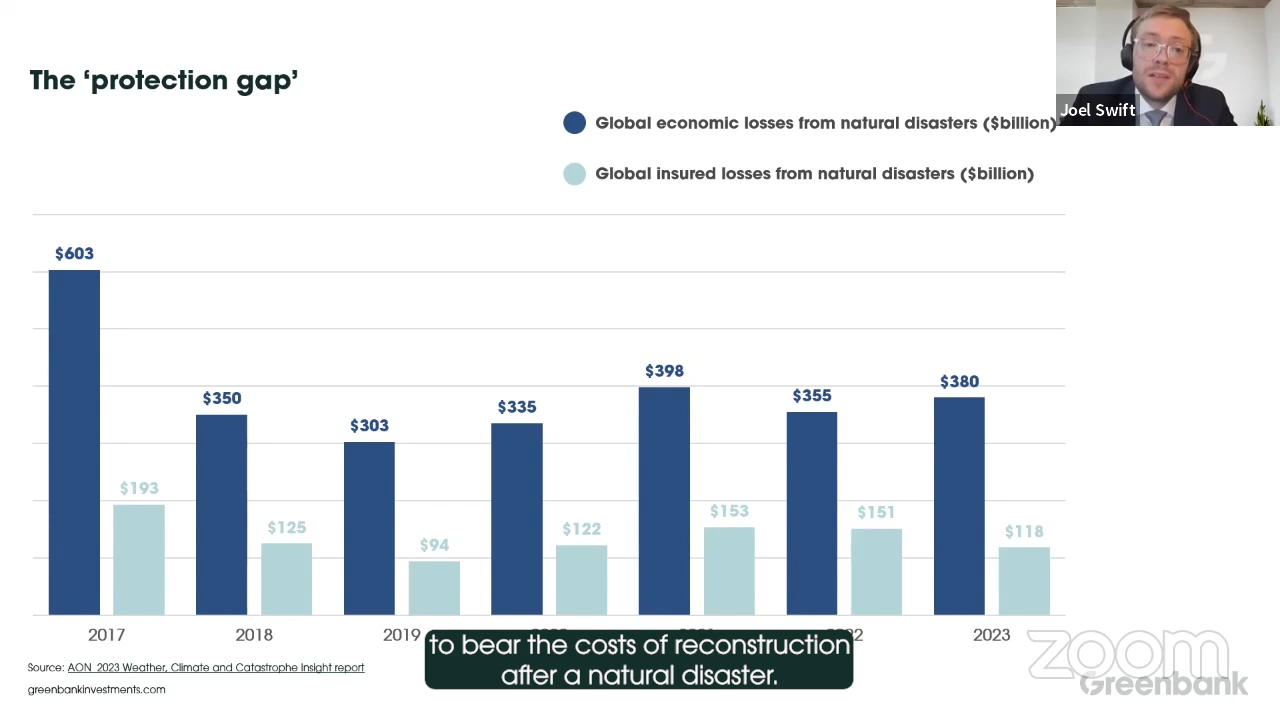 The ‘protection gap’
Joel Swift
Global economic losses from natural disasters ($billion)
Global insured losses from natural disasters ($billion)
$603
$193
$350
$125
$303
$94
$335
$122
$398
$153
$355
$151
$380
$118
2017
2018
2019
2023
to bear the costs of reconstruction
after a natural disaster.
Source: AON 2023 Weather, Climate and Catastrophe Insight report
greenbankinvestments.com
zoom
Greenbank